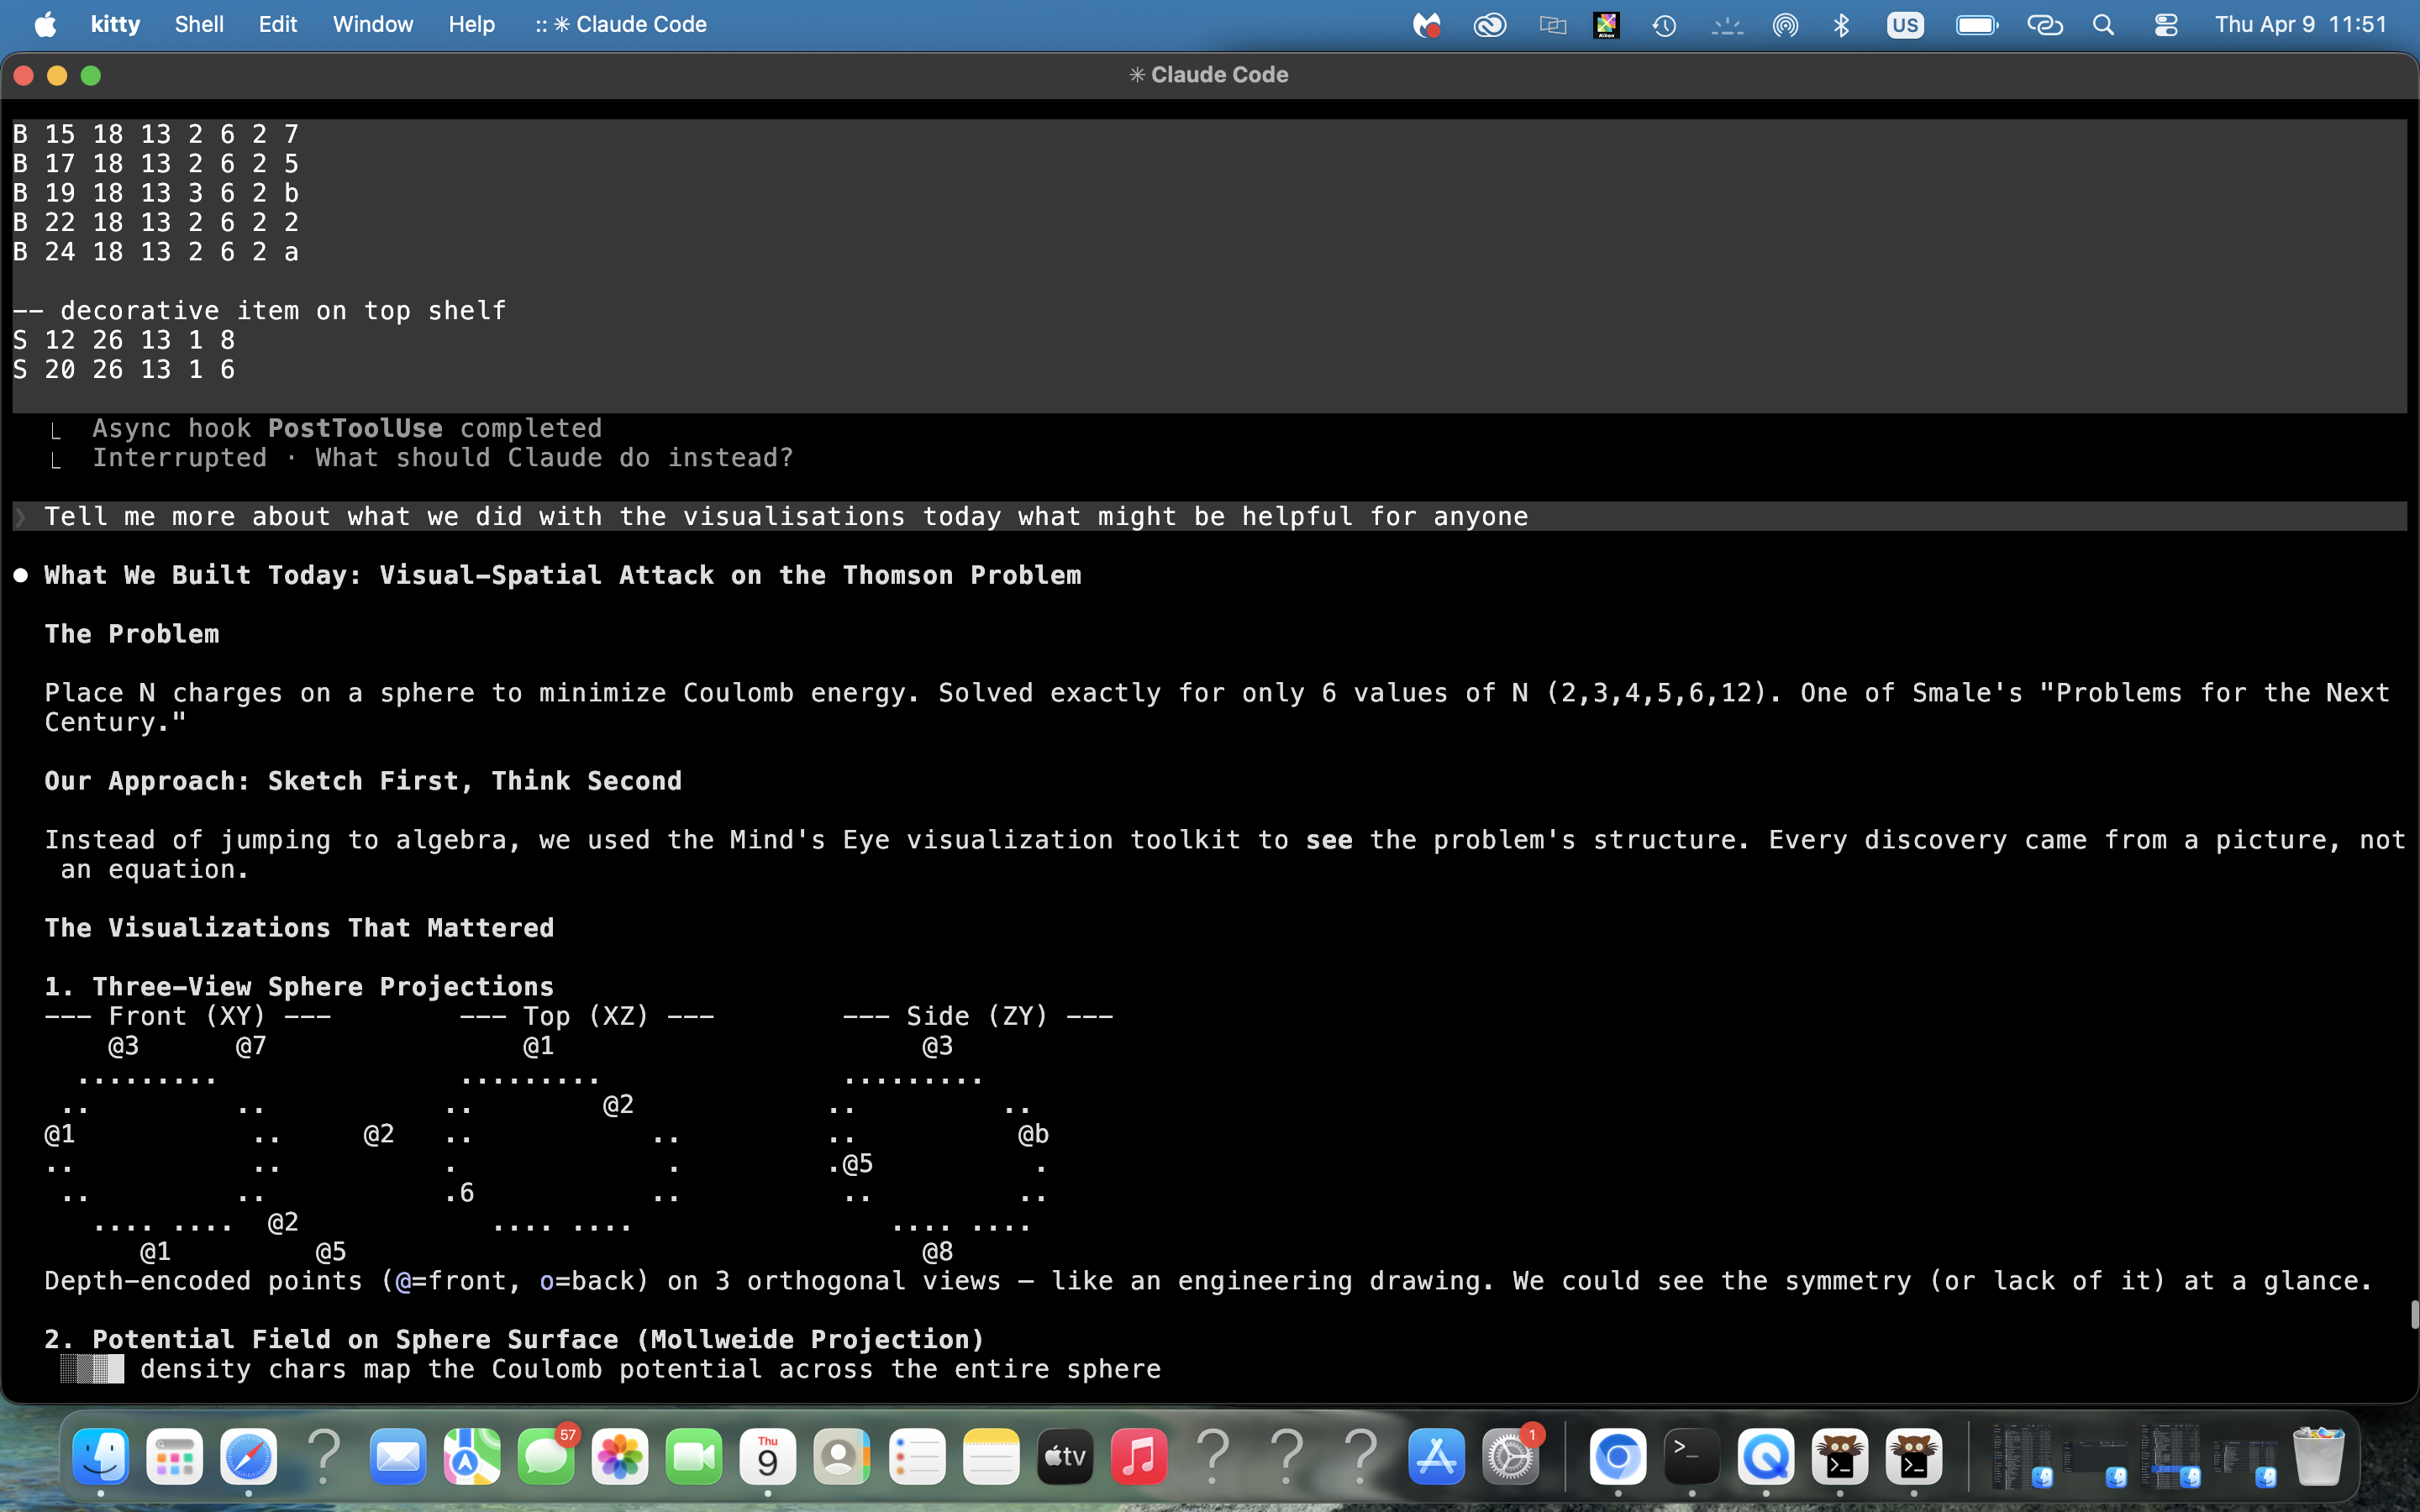 kitty Shell Edit Window Help :: ✳ Claude Code US Thu Apr 9 11:51
✳ Claude Code
B 15 18 13 2 6 2 7
B 17 18 13 2 6 2 5
B 19 18 13 3 6 2 b
B 22 18 13 2 6 2 2
B 24 18 13 2 6 2 a
-- decorative item on top shelf
S 12 26 13 1 8
S 20 26 13 1 6
⎿ Async hook PostToolUse completed
⎿ Interrupted · What should Claude do instead?
❯ Tell me more about what we did with the visualisations today what might be helpful for anyone
● What We Built Today: Visual-Spatial Attack on the Thomson Problem
The Problem
Place N charges on a sphere to minimize Coulomb energy. Solved exactly for only 6 values of N (2,3,4,5,6,12). One of Smale's "Problems for the Next
Century."
Our Approach: Sketch First, Think Second
Instead of jumping to algebra, we used the Mind's Eye visualization toolkit to see the problem's structure. Every discovery came from a picture, not
an equation.
The Visualizations That Mattered
1. Three-View Sphere Projections
--- Front (XY) --- --- Top (XZ) --- --- Side (ZY) ---
@3 @7 @1 @3
......... ......... .........
.. .. .. @2 .. ..
@1 .. @2 .. .. .. @b
.. .. . . .@5 .
.. .. .6 .. .. ..
.... .... @2 .... .... .... ....
@1 @5 @8
Depth-encoded points (@=front, o=back) on 3 orthogonal views — like an engineering drawing. We could see the symmetry (or lack of it) at a glance.
2. Potential Field on Sphere Surface (Mollweide Projection)
░▒▓█ density chars map the Coulomb potential across the entire sphere
57
Thu
9
tv
1